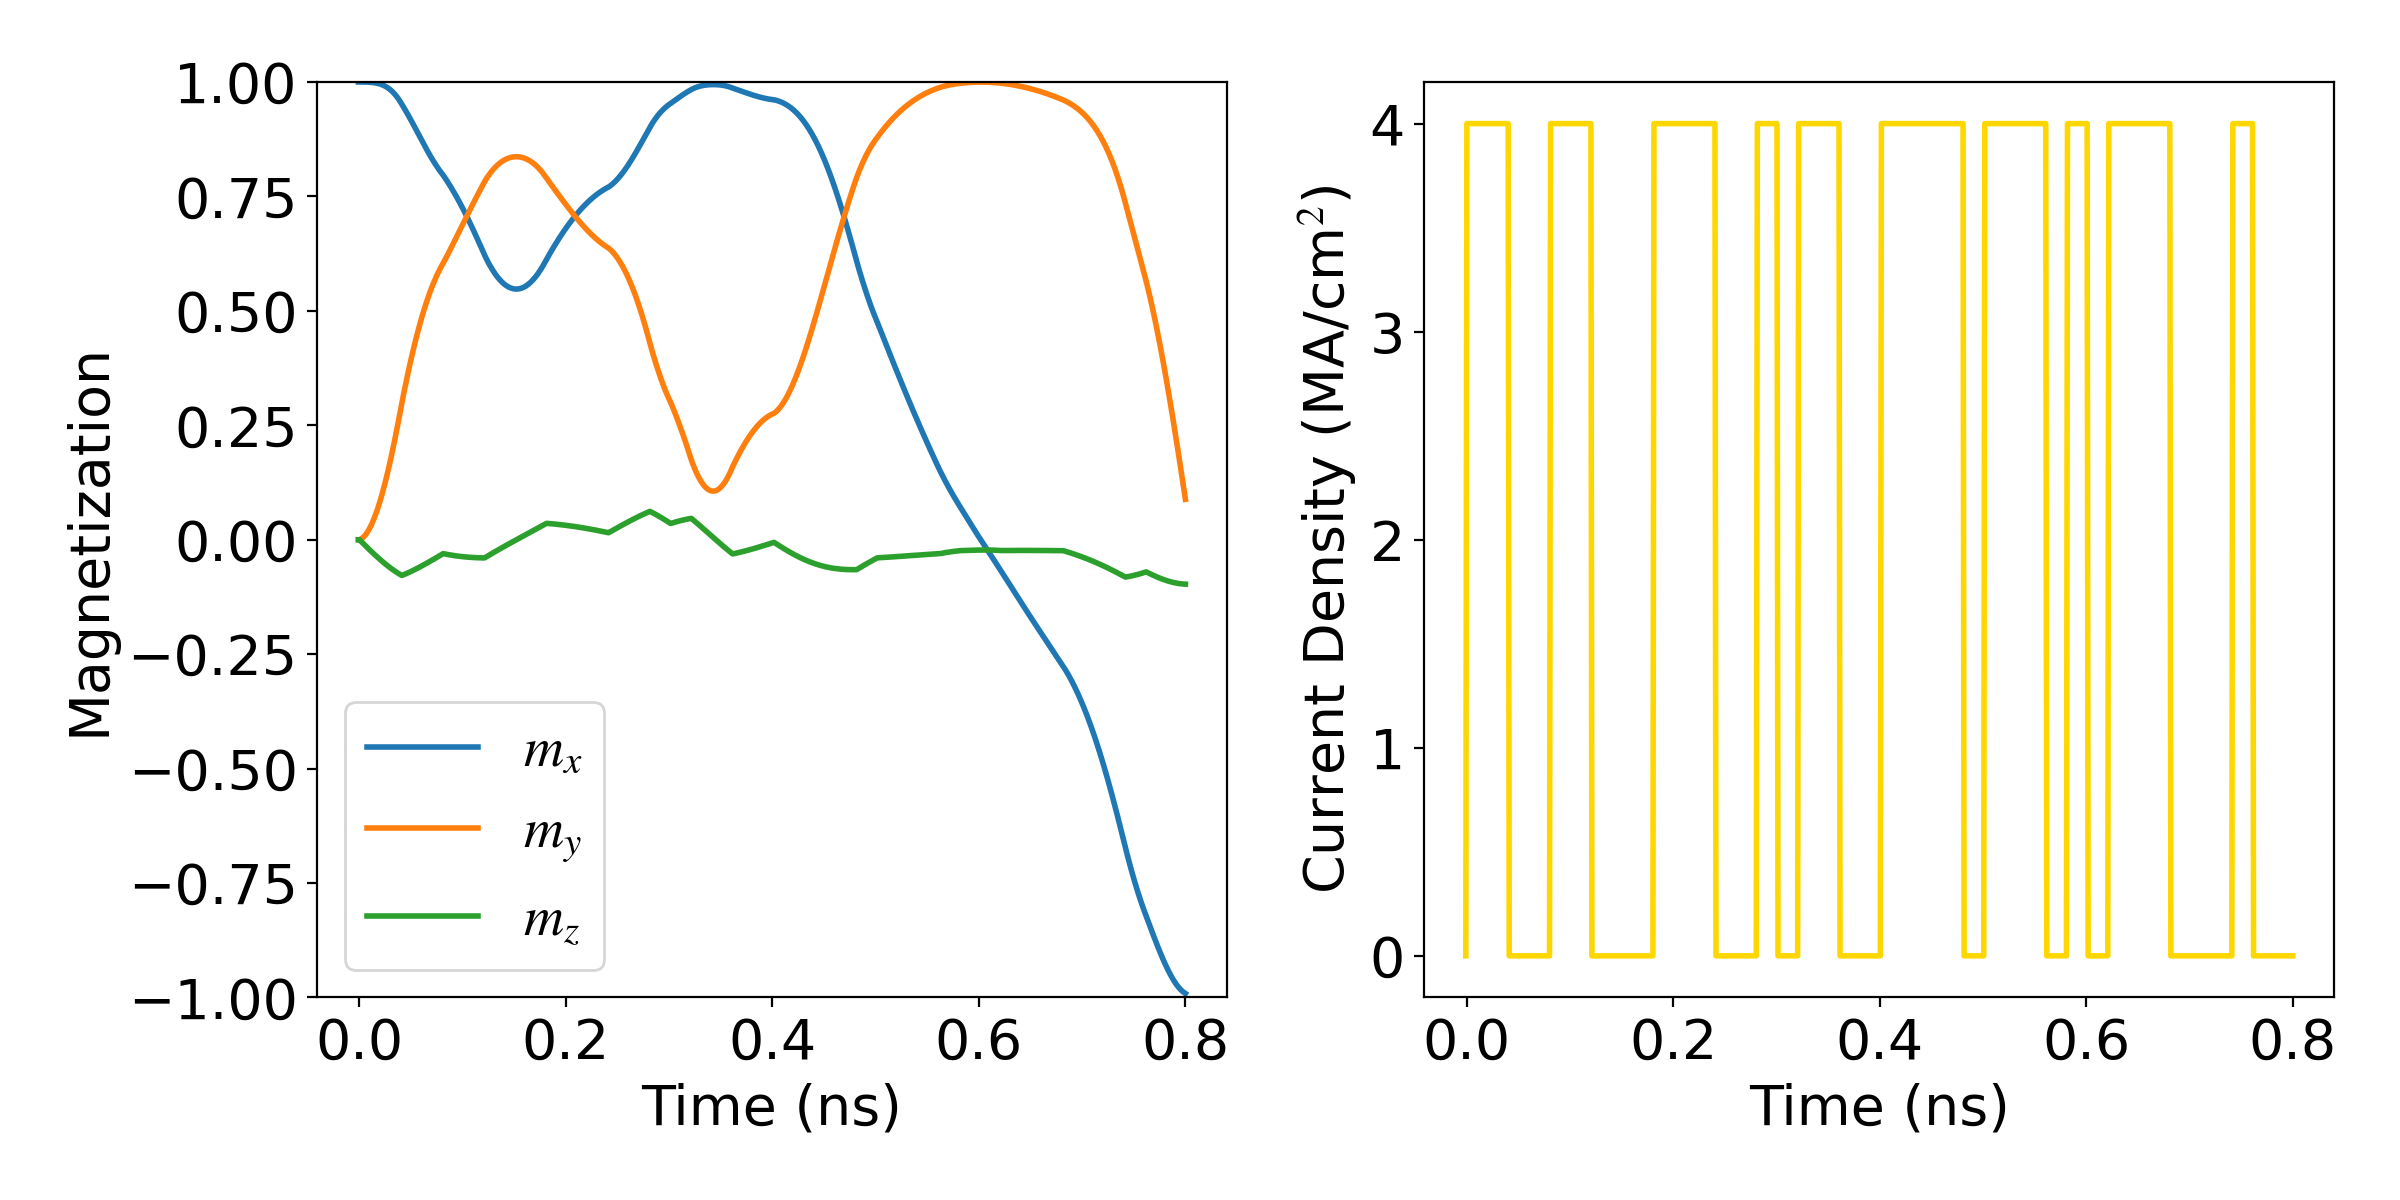 Magnetization
1.00
0.75
0.50
0.25
0.00
−0.25
−0.50
−0.75
−1.00
m_x
m_y
m_z
0.0 0.2 0.4 0.6 0.8
Time (ns)
Current Density (MA/cm²)
4
3
2
1
0
0.0 0.2 0.4 0.6 0.8
Time (ns)